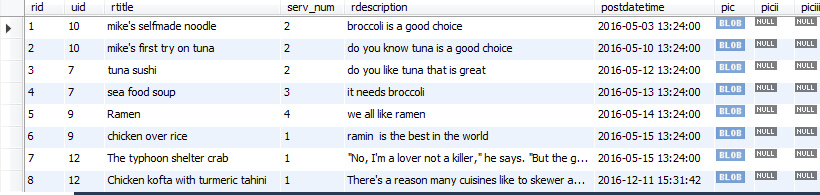 rid uid rtitle serv_num rdescription postdatetime pic picii piciii
1 10 mike's selfmade noodle 2 broccoli is a good choice 2016-05-03 13:24:00 BLOB NULL NULL
2 10 mike's first try on tuna 2 do you know tuna is a good choice 2016-05-10 13:24:00 BLOB NULL NULL
3 7 tuna sushi 2 do you like tuna that is great 2016-05-12 13:24:00 BLOB NULL NULL
4 7 sea food soup 3 it needs broccoli 2016-05-13 13:24:00 BLOB NULL NULL
5 9 Ramen 4 we all like ramen 2016-05-14 13:24:00 BLOB NULL NULL
6 9 chicken over rice 1 ramin is the best in the world 2016-05-15 13:24:00 BLOB NULL NULL
7 12 The typhoon shelter crab 1 "No, I'm a lover not a killer," he says. "But the g... 2016-05-15 15:31:00 BLOB NULL NULL
8 12 Chicken kofta with turmeric tahini 1 There's a reason many cuisines like to skewer a... 2016-12-11 15:31:42 BLOB NULL NULL